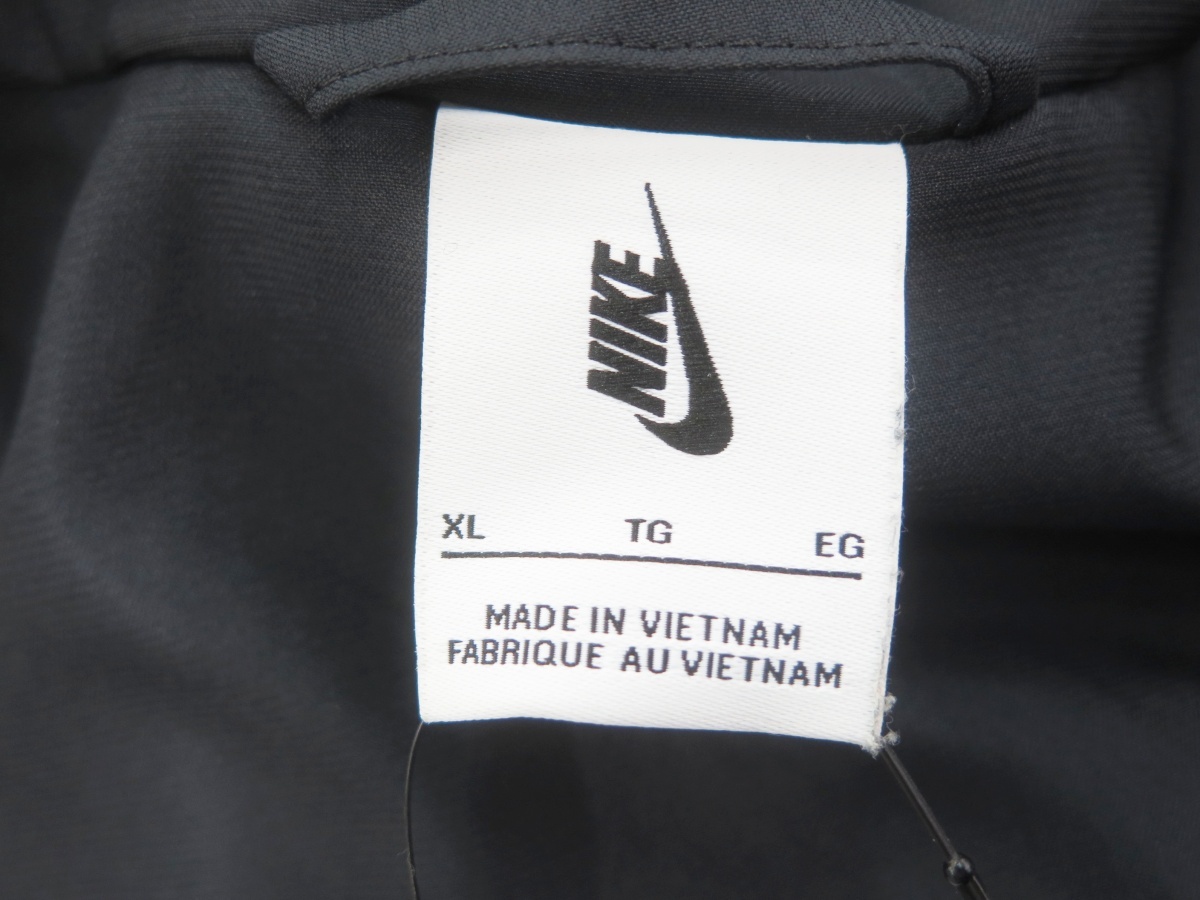 NIKE
XL TG EG
MADE IN VIETNAM
FABRIQUE AU VIETNAM